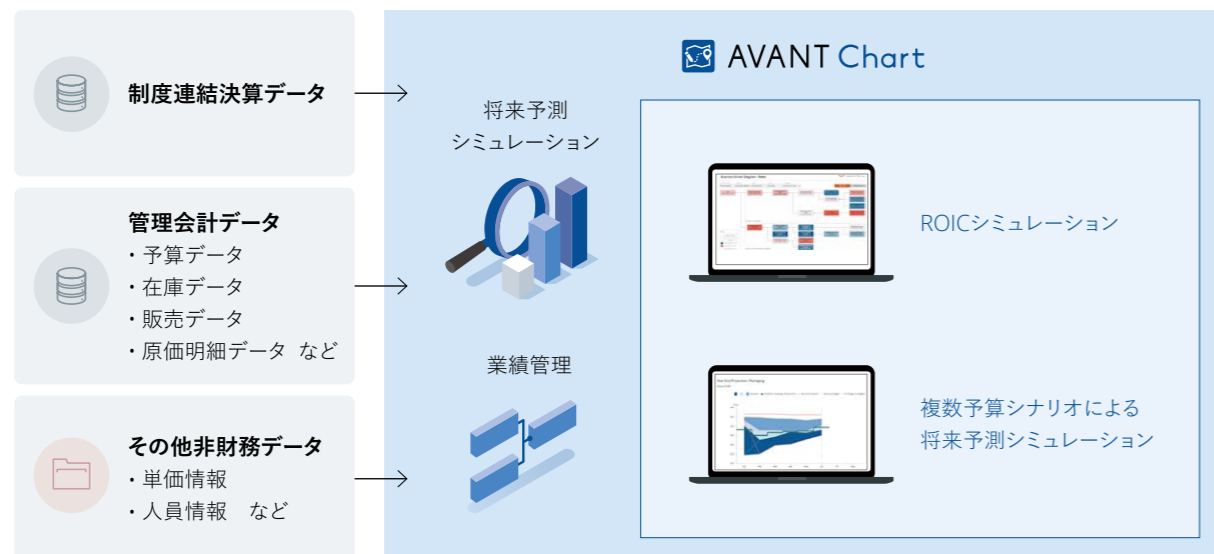 制度連結決算データ
管理会計データ
・予算データ
・在庫データ
・販売データ
・原価明細データ など
その他非財務データ
・単価情報
・人員情報 など
AVANT Chart
将来予測
シミュレーション
業績管理
ROICシミュレーション
複数予算シナリオによる
将来予測シミュレーション